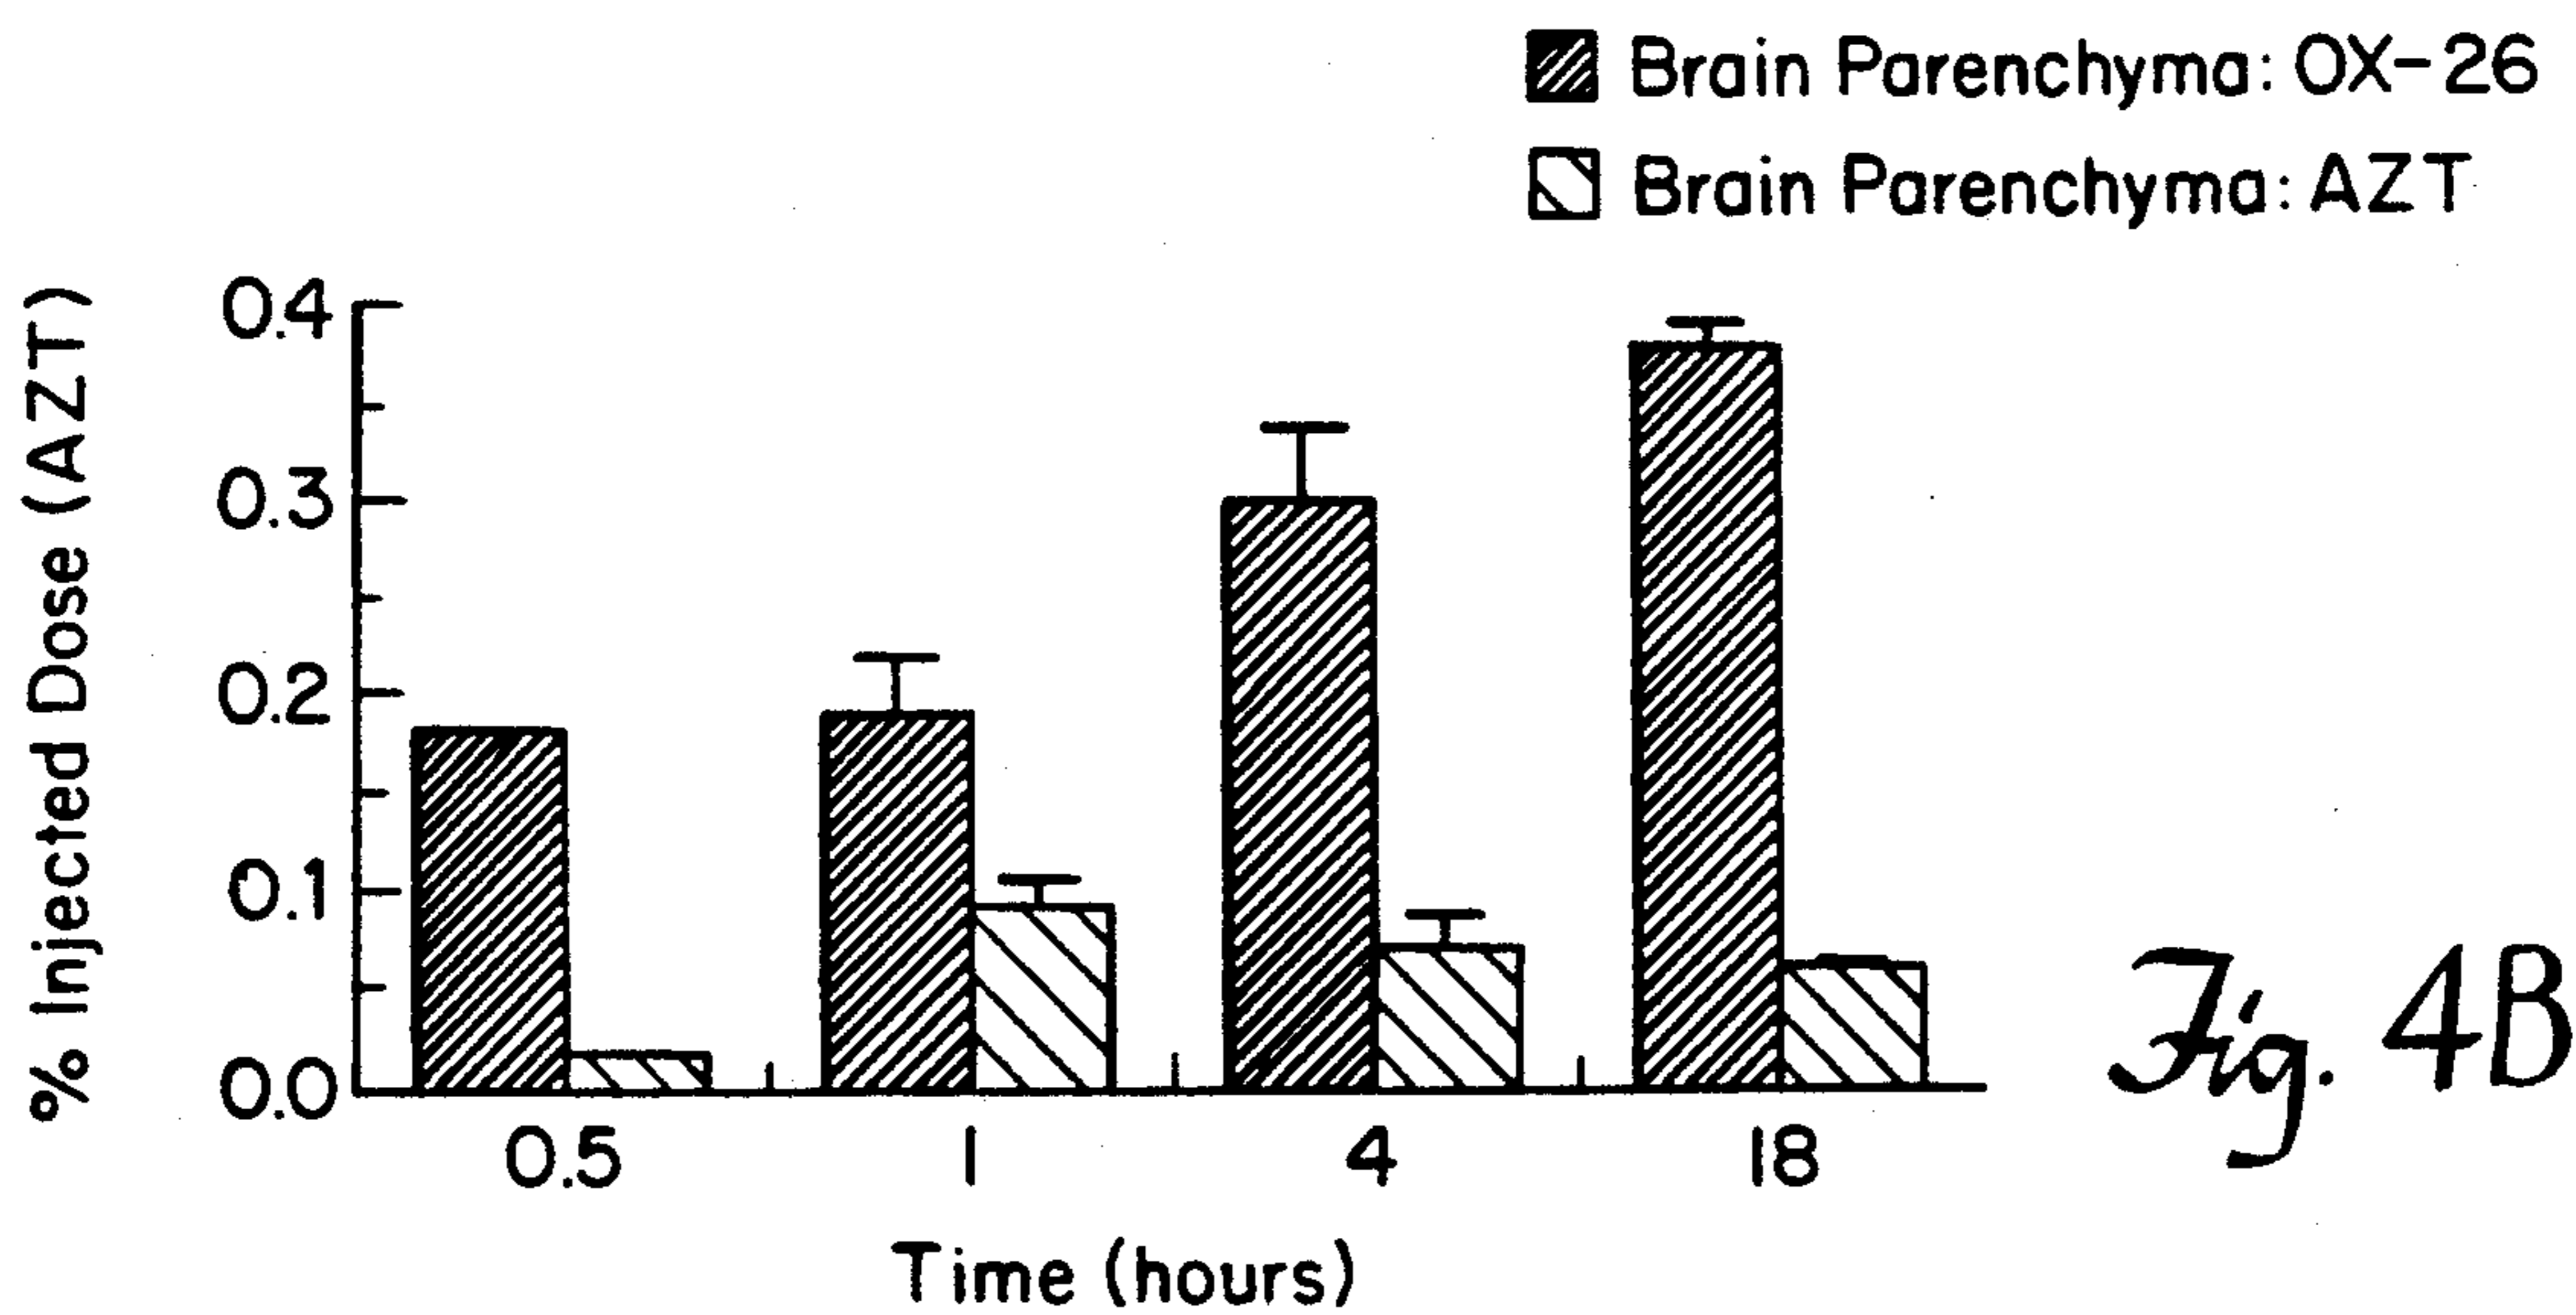 Brain Parenchyma: OX-26
Brain Parenchyma: AZT
% Injected Dose (AZT)
0.4
0.3
0.2
0.1
0.0
0.5 1 4 18
Time (hours)
Fig. 4B